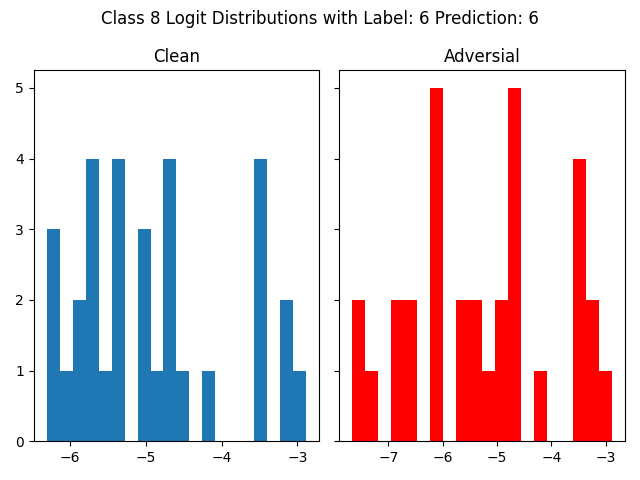 Class 8 Logit Distributions with Label: 6 Prediction: 6
Clean
Adversial
5
4
3
2
1
0
−6 −5 −4 −3
−7 −6 −5 −4 −3